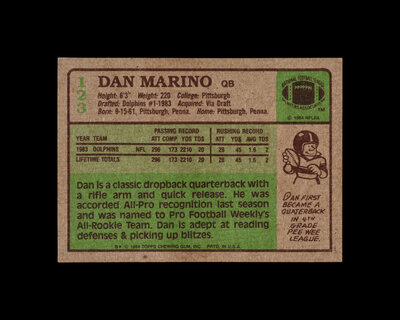 123
DAN MARINO QB
Height: 6'3" Weight: 220 College: Pittsburgh
Drafted: Dolphins #1-1983 Acquired: Via Draft
Born: 9-15-61, Pittsburgh, Penna. Home: Pittsburgh, Penna.
NATIONAL FOOTBALL LEAGUE
TM
© 1984 NFLPA
PASSING RECORD RUSHING RECORD
YEAR TEAM ATT COMP YDS TDS ATT YDS AVG TDS
1983 DOLPHINS NFL 296 173 2210 20 28 45 1.6 2
LIFETIME TOTALS 296 173 2210 20 28 45 1.6 2
Dan is a classic dropback quarterback with
a rifle arm and quick release. He was
accorded All-Pro recognition last season
and was named to Pro Football Weekly's
All-Rookie Team. Dan is adept at reading
defenses & picking up blitzes.
DAN FIRST
BECAME A
QUATERBACK
IN 4TH
GRADE
PEE WEE
LEAGUE.
© 1984 TOPPS CHEWING GUM, INC. PRTD. IN U.S.A.